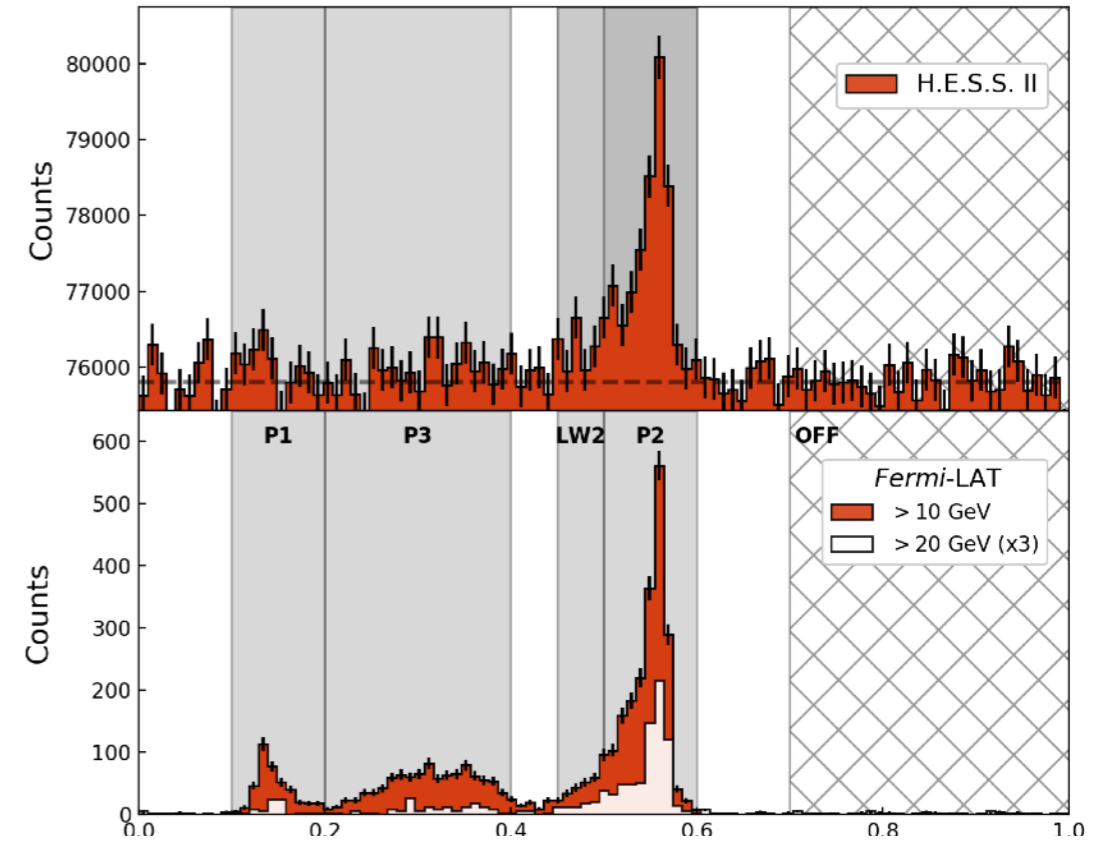 Counts
80000
79000
78000
77000
76000
H.E.S.S. II
Counts
600
500
400
300
200
100
0
P1 P3 LW2 P2 OFF
Fermi-LAT
> 10 GeV
> 20 GeV (x3)
0.0 0.2 0.4 0.6 0.8 1.0